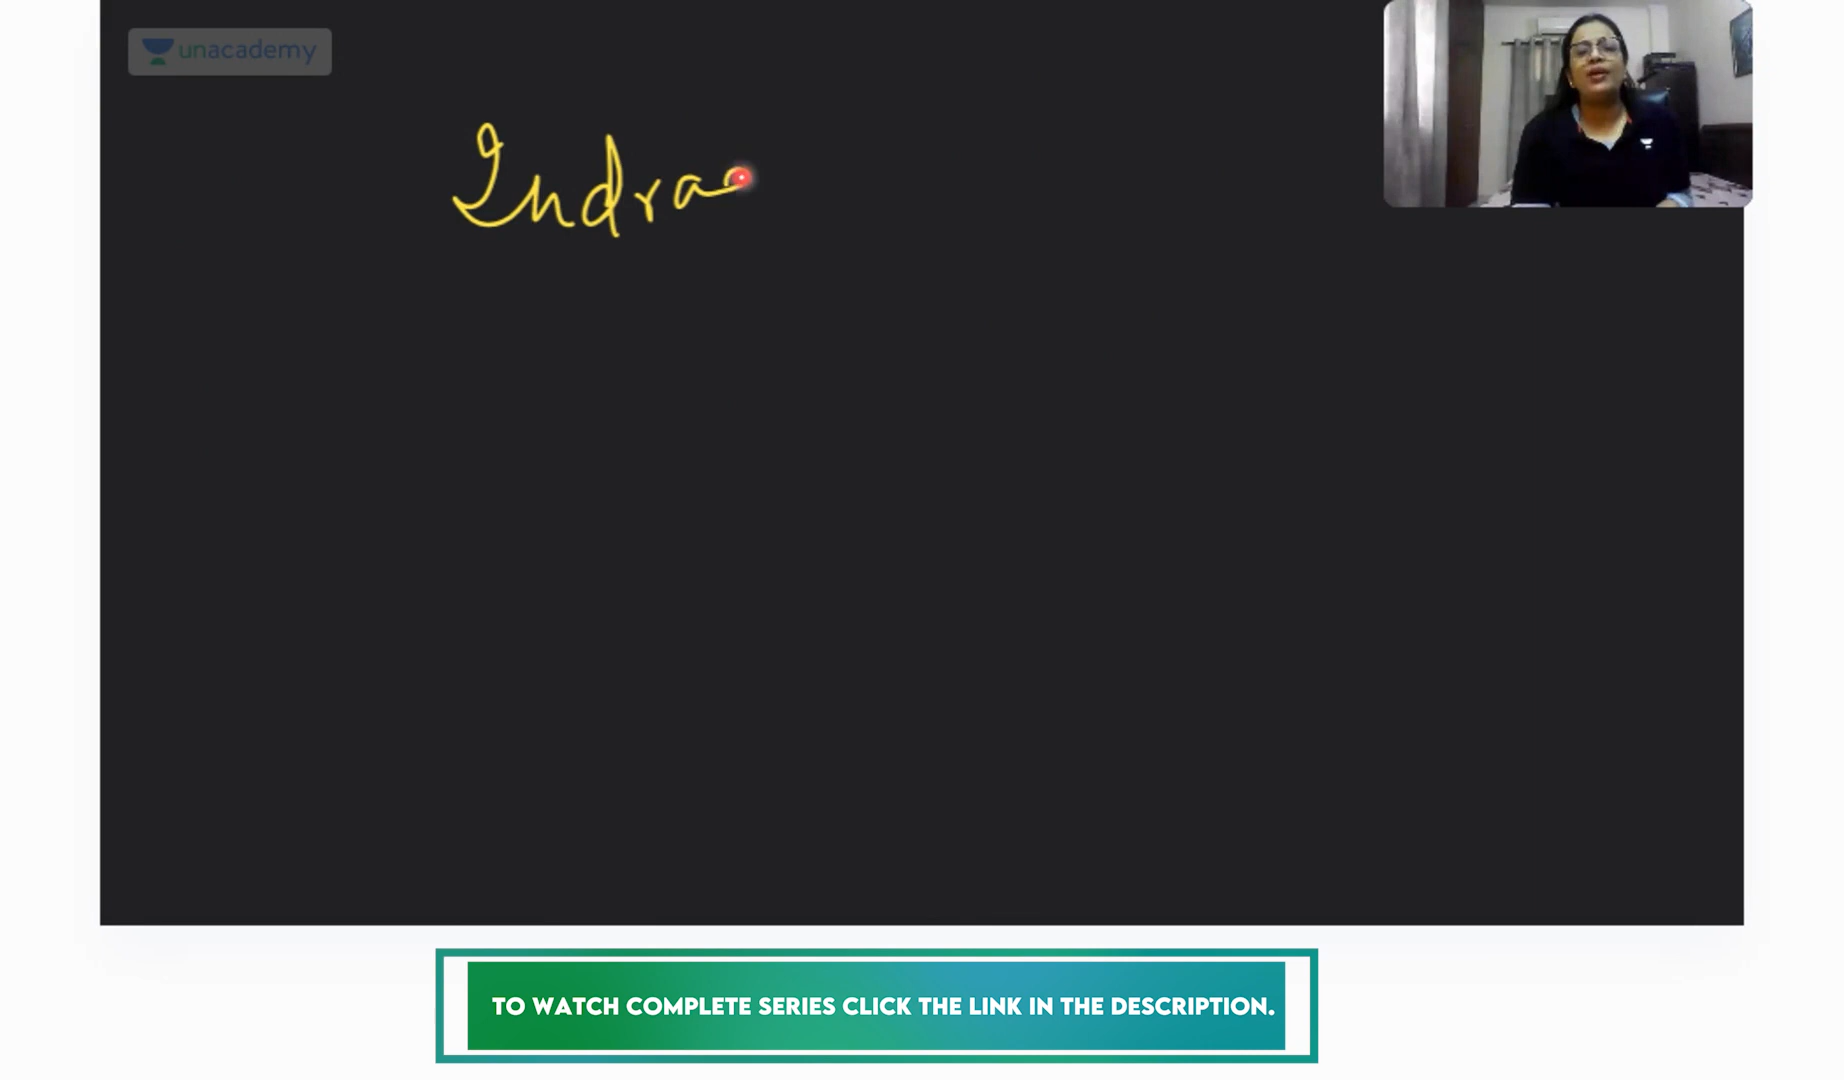 unacademy
Indra
TO WATCH COMPLETE SERIES CLICK THE LINK IN THE DESCRIPTION.